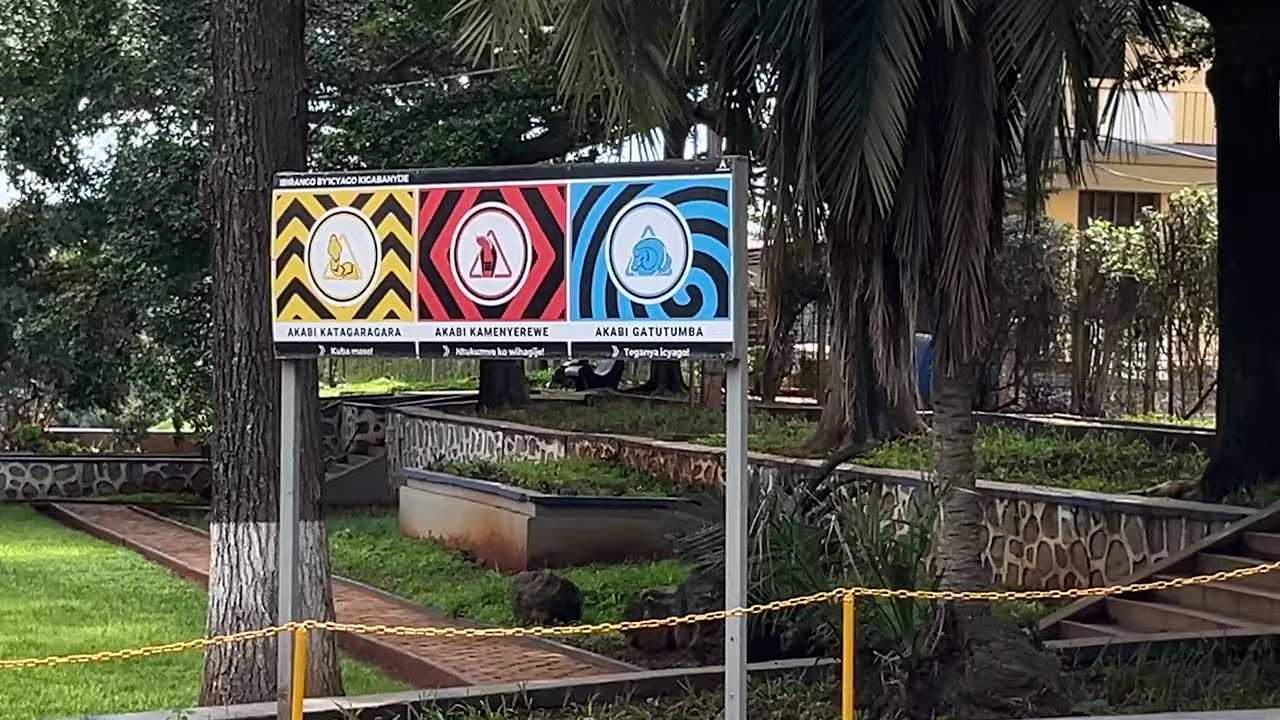 IBIRANGO BY'ICYAGO KIGABANYIJE
AKABI KATAGARAGARA
AKABI KAMENYEREWE
AKABI GATUTUMBA
Kuba maso!
Ntukumve ko wihagije!
Teganya icyago!